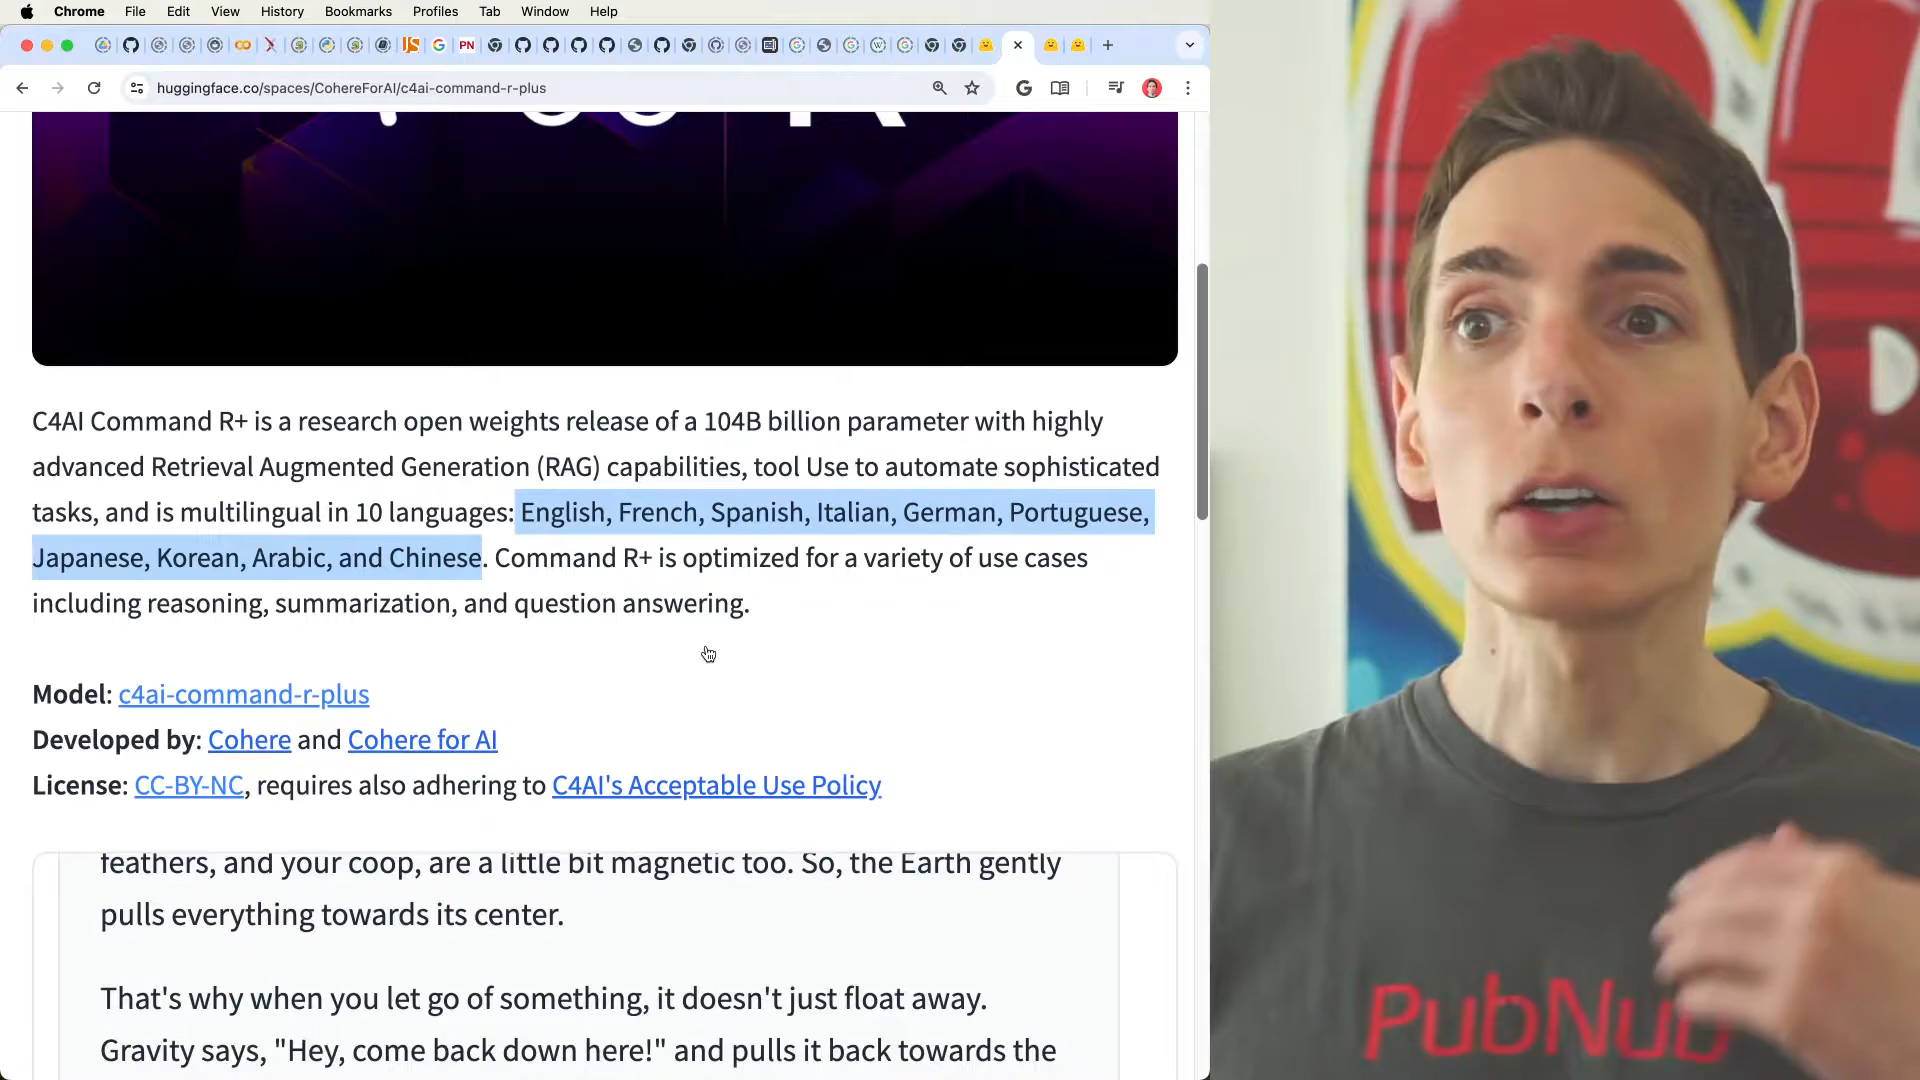 Chrome File Edit View History Bookmarks Profiles Tab Window Help
huggingface.co/spaces/CohereForAI/c4ai-command-r-plus
C4AI Command R+ is a research open weights release of a 104B billion parameter with highly
advanced Retrieval Augmented Generation (RAG) capabilities, tool Use to automate sophisticated
tasks, and is multilingual in 10 languages: English, French, Spanish, Italian, German, Portuguese,
Japanese, Korean, Arabic, and Chinese. Command R+ is optimized for a variety of use cases
including reasoning, summarization, and question answering.
Model: c4ai-command-r-plus
Developed by: Cohere and Cohere for AI
License: CC-BY-NC, requires also adhering to C4AI's Acceptable Use Policy
feathers, and your coop, are a little bit magnetic too. So, the Earth gently
pulls everything towards its center.
That's why when you let go of something, it doesn't just float away.
Gravity says, "Hey, come back down here!" and pulls it back towards the
PubNub